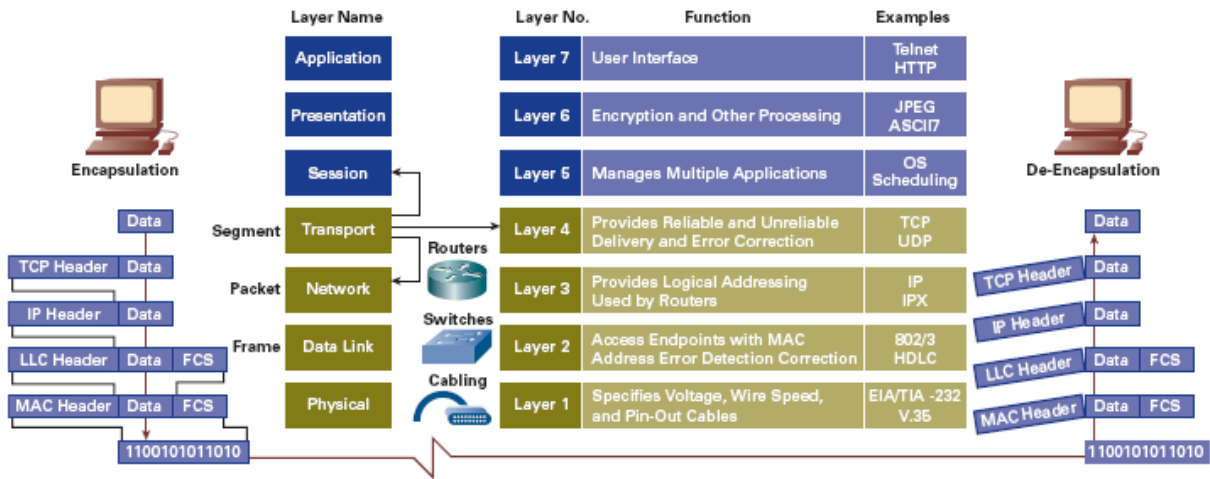 Layer Name
Layer No.
Function
Examples
Application
Layer 7
User Interface
Telnet
HTTP
Presentation
Layer 6
Encryption and Other Processing
JPEG
ASCII7
Session
Layer 5
Manages Multiple Applications
OS
Scheduling
Segment
Transport
Layer 4
Provides Reliable and Unreliable
Delivery and Error Correction
TCP
UDP
Routers
Packet
Network
Layer 3
Provides Logical Addressing
Used by Routers
IP
IPX
Switches
Frame
Data Link
Layer 2
Access Endpoints with MAC
Address Error Detection Correction
802/3
HDLC
Cabling
Physical
Layer 1
Specifies Voltage, Wire Speed,
and Pin-Out Cables
EIA/TIA -232
V.35
Encapsulation
Data
TCP Header Data
IP Header Data
LLC Header Data FCS
MAC Header Data FCS
1100101011010
De-Encapsulation
Data
TCP Header Data
IP Header Data
LLC Header Data FCS
MAC Header Data FCS
1100101011010